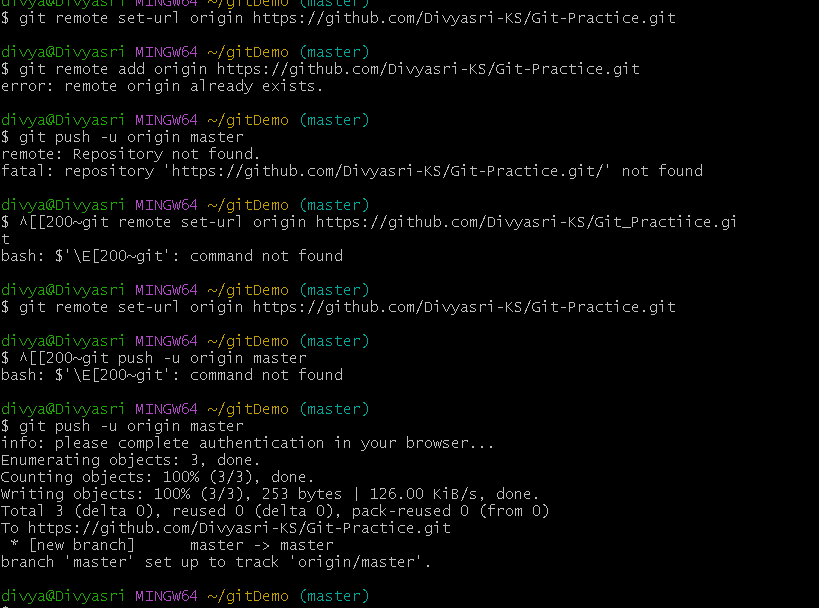 divya@Divyasri MINGW64 ~/gitDemo (master)
$ git remote set-url origin https://github.com/Divyasri-KS/Git-Practice.git
divya@Divyasri MINGW64 ~/gitDemo (master)
$ git remote add origin https://github.com/Divyasri-KS/Git-Practice.git
error: remote origin already exists.
divya@Divyasri MINGW64 ~/gitDemo (master)
$ git push -u origin master
remote: Repository not found.
fatal: repository 'https://github.com/Divyasri-KS/Git-Practice.git/' not found
divya@Divyasri MINGW64 ~/gitDemo (master)
$ ^[[200~git remote set-url origin https://github.com/Divyasri-KS/Git_Practiice.gi
t
bash: $'\E[200~git': command not found
divya@Divyasri MINGW64 ~/gitDemo (master)
$ git remote set-url origin https://github.com/Divyasri-KS/Git-Practice.git
divya@Divyasri MINGW64 ~/gitDemo (master)
$ ^[[200~git push -u origin master
bash: $'\E[200~git': command not found
divya@Divyasri MINGW64 ~/gitDemo (master)
$ git push -u origin master
info: please complete authentication in your browser...
Enumerating objects: 3, done.
Counting objects: 100% (3/3), done.
Writing objects: 100% (3/3), 253 bytes | 126.00 KiB/s, done.
Total 3 (delta 0), reused 0 (delta 0), pack-reused 0 (from 0)
To https://github.com/Divyasri-KS/Git-Practice.git
 * [new branch]      master -> master
branch 'master' set up to track 'origin/master'.
divya@Divyasri MINGW64 ~/gitDemo (master)